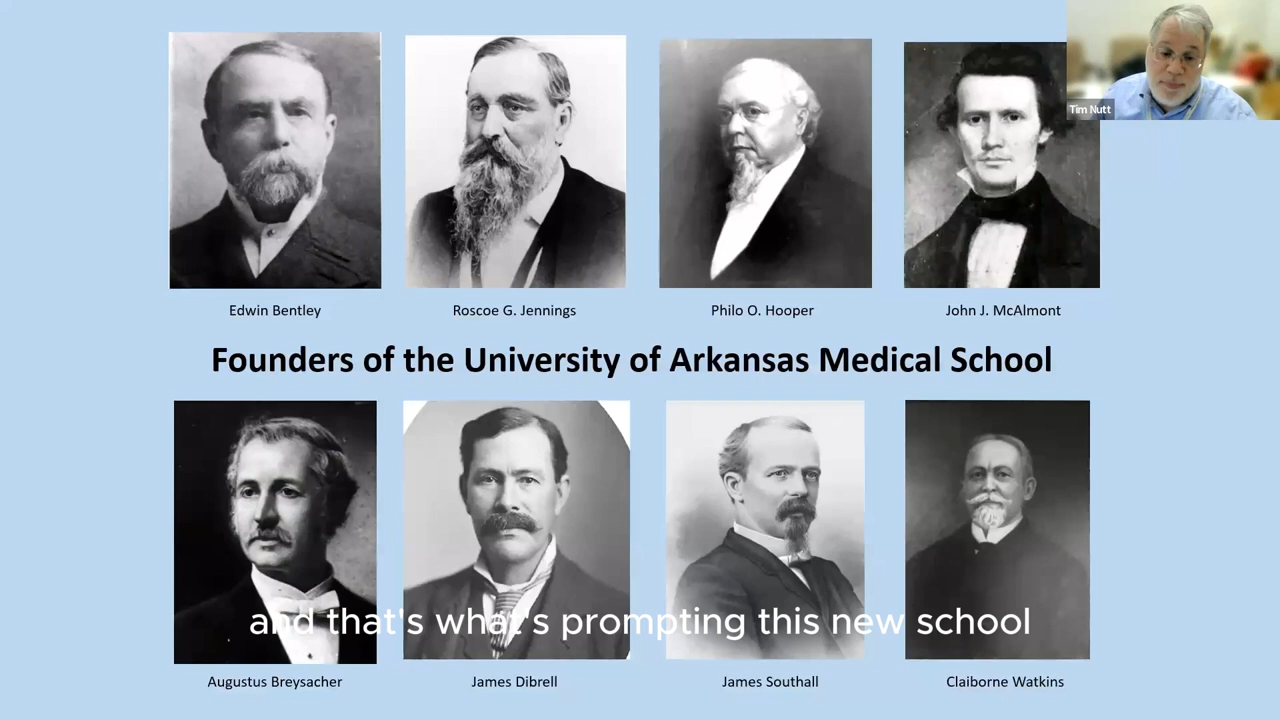 Tim Nutt
Edwin Bentley
Roscoe G. Jennings
Philo O. Hooper
John J. McAlmont
Founders of the University of Arkansas Medical School
and that's what's prompting this new school
Augustus Breysacher
James Dibrell
James Southall
Claiborne Watkins